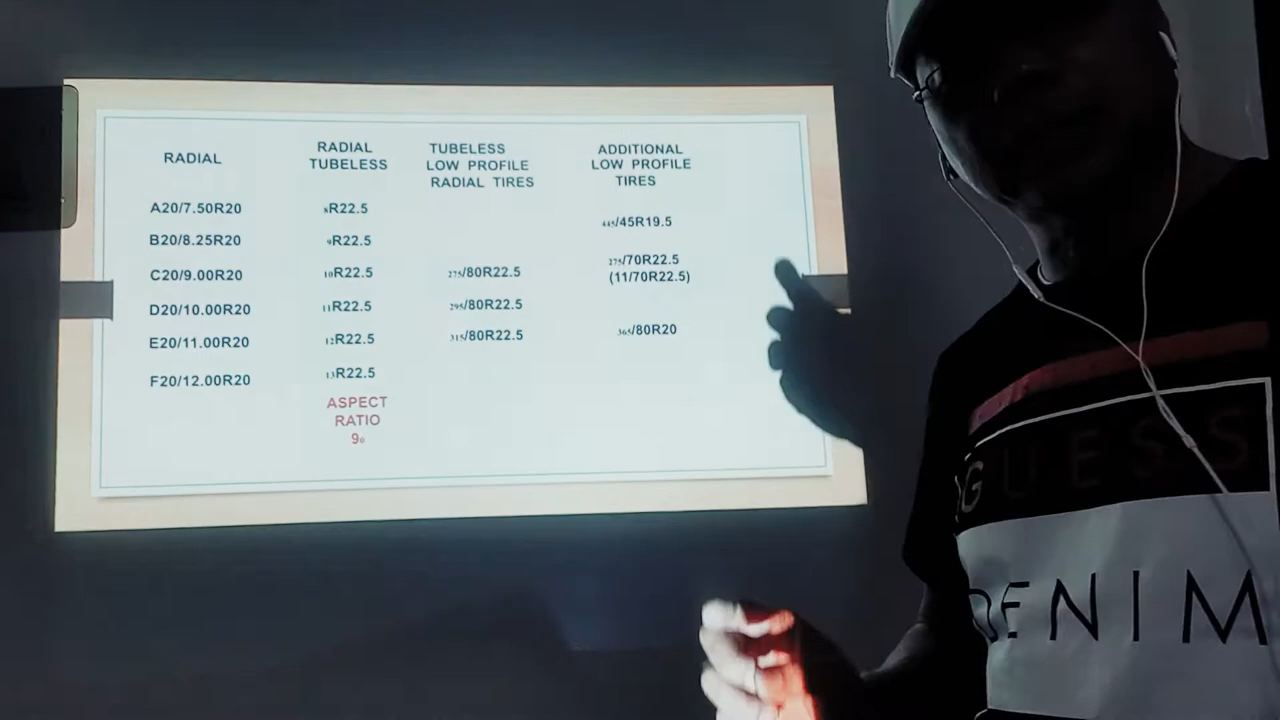 RADIAL
RADIAL
TUBELESS
TUBELESS
LOW PROFILE
RADIAL TIRES
ADDITIONAL
LOW PROFILE
TIRES
A20/7.50R20
8R22.5
445/45R19.5
B20/8.25R20
9R22.5
C20/9.00R20
10R22.5
275/80R22.5
275/70R22.5
(11/70R22.5)
D20/10.00R20
11R22.5
295/80R22.5
E20/11.00R20
12R22.5
315/80R22.5
365/80R20
F20/12.00R20
13R22.5
ASPECT
RATIO
90
GUESS
DENIM